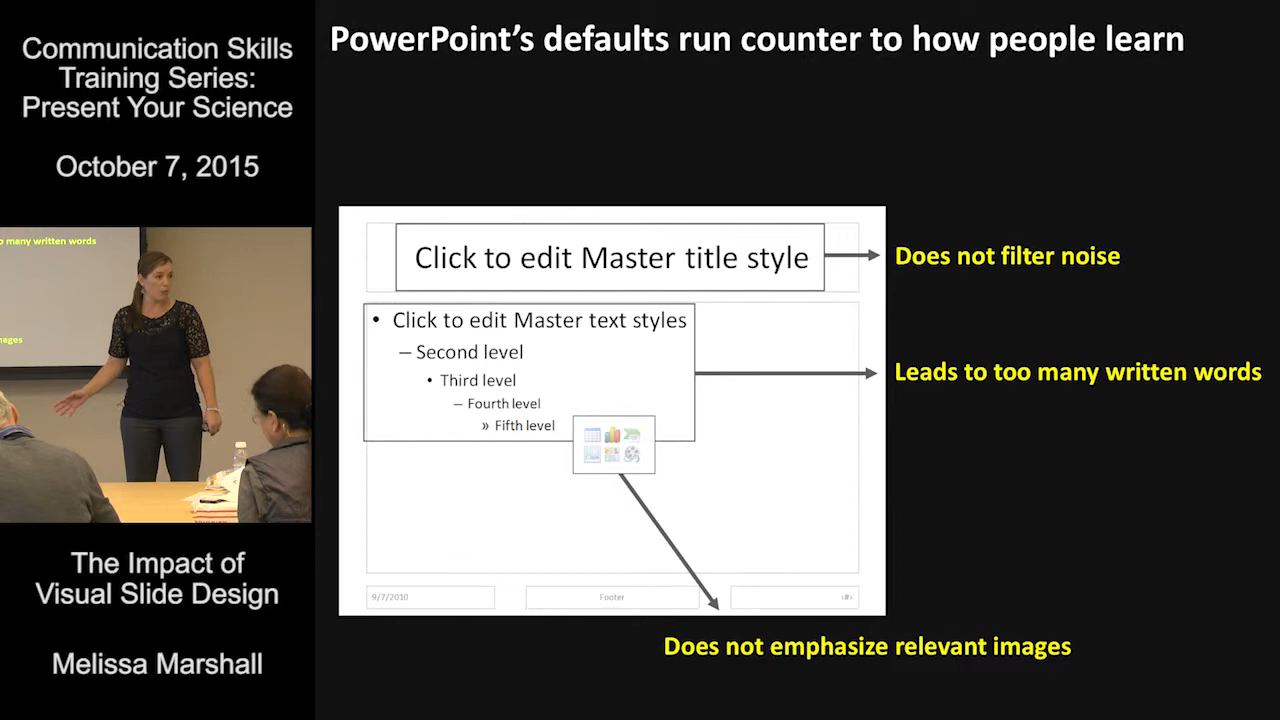 Communication Skills
Training Series:
Present Your Science
October 7, 2015
The Impact of
Visual Slide Design
Melissa Marshall
PowerPoint’s defaults run counter to how people learn
Click to edit Master title style
Does not filter noise
• Click to edit Master text styles
– Second level
• Third level
– Fourth level
» Fifth level
Leads to too many written words
9/7/2010
Footer
‹#›
Does not emphasize relevant images
o many written words
ages